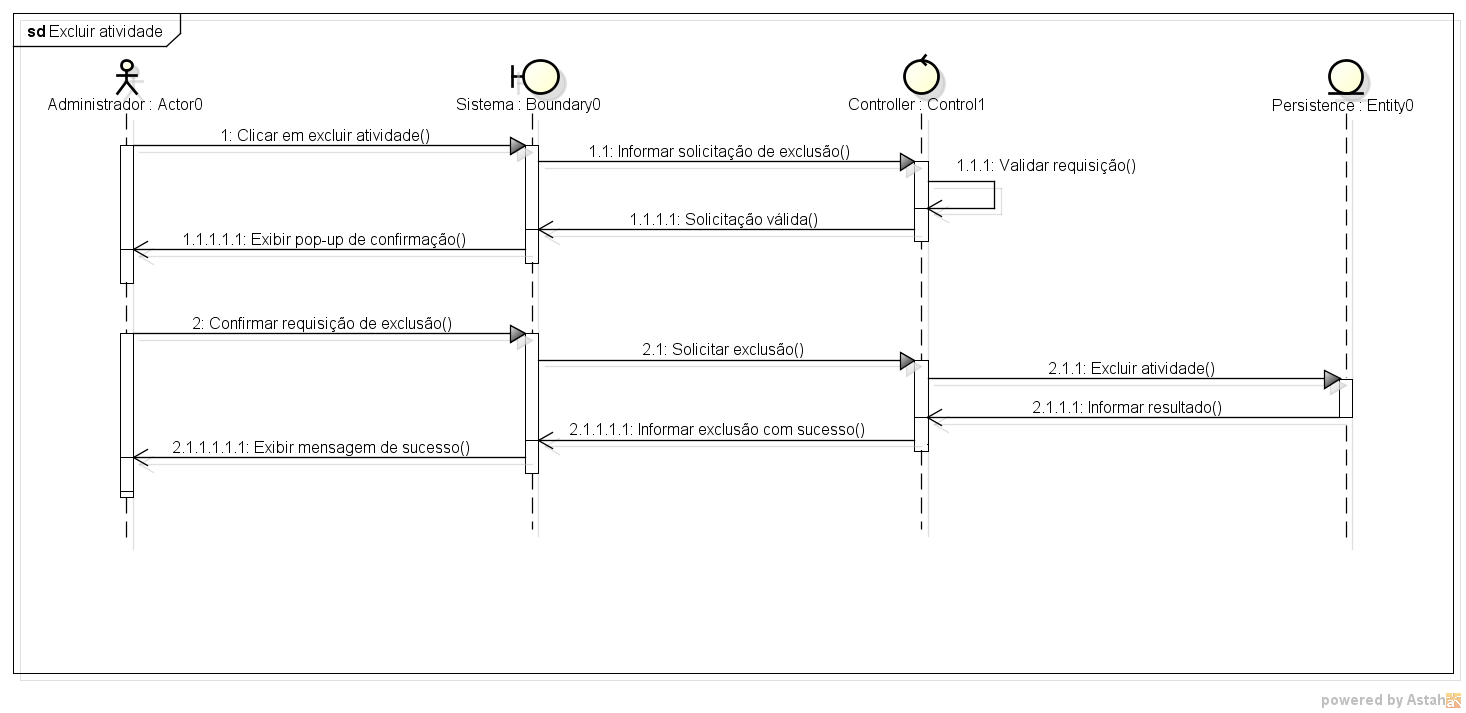 sd Excluir atividade
Administrador : Actor0
Sistema : Boundary0
Controller : Control1
Persistence : Entity0
1: Clicar em excluir atividade()
1.1: Informar solicitação de exclusão()
1.1.1: Validar requisição()
1.1.1.1: Solicitação válida()
1.1.1.1.1: Exibir pop-up de confirmação()
2: Confirmar requisição de exclusão()
2.1: Solicitar exclusão()
2.1.1: Excluir atividade()
2.1.1.1: Informar resultado()
2.1.1.1.1: Informar exclusão com sucesso()
2.1.1.1.1.1: Exibir mensagem de sucesso()
powered by Astah